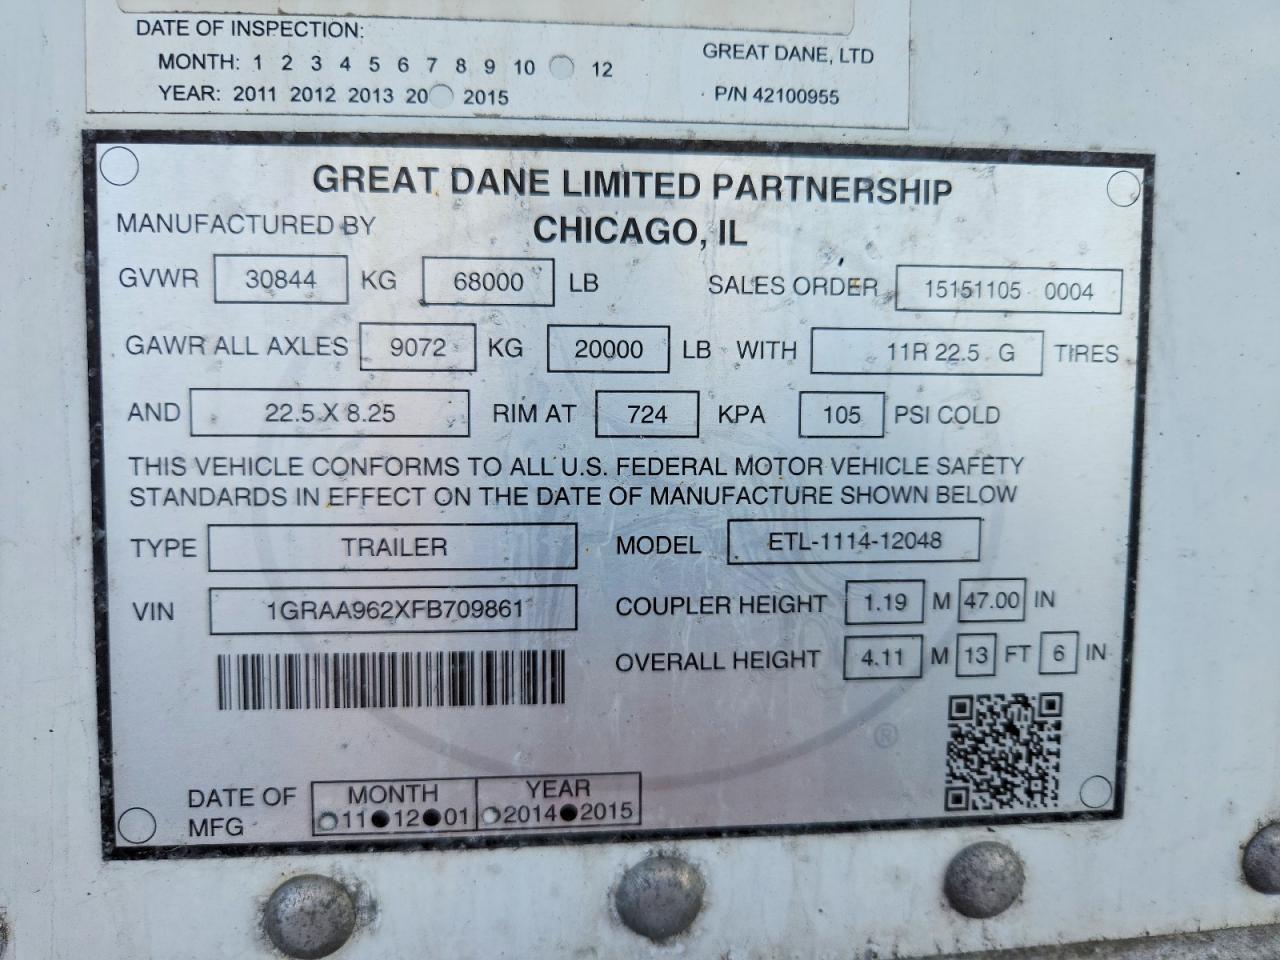 DATE OF INSPECTION:
MONTH: 1 2 3 4 5 6 7 8 9 10 12
YEAR: 2011 2012 2013 20 2015
GREAT DANE, LTD
P/N 42100955
GREAT DANE LIMITED PARTNERSHIP
MANUFACTURED BY CHICAGO, IL
GVWR 30844 KG 68000 LB SALES ORDER 15151105 0004
GAWR ALL AXLES 9072 KG 20000 LB WITH 11R 22.5 G TIRES
AND 22.5 X 8.25 RIM AT 724 KPA 105 PSI COLD
THIS VEHICLE CONFORMS TO ALL U.S. FEDERAL MOTOR VEHICLE SAFETY
STANDARDS IN EFFECT ON THE DATE OF MANUFACTURE SHOWN BELOW
TYPE TRAILER MODEL ETL-1114-12048
VIN 1GRAA962XFB709861 COUPLER HEIGHT 1.19 M 47.00 IN
OVERALL HEIGHT 4.11 M 13 FT 6 IN
®
DATE OF MFG
MONTH YEAR
11 12 01 2014 2015